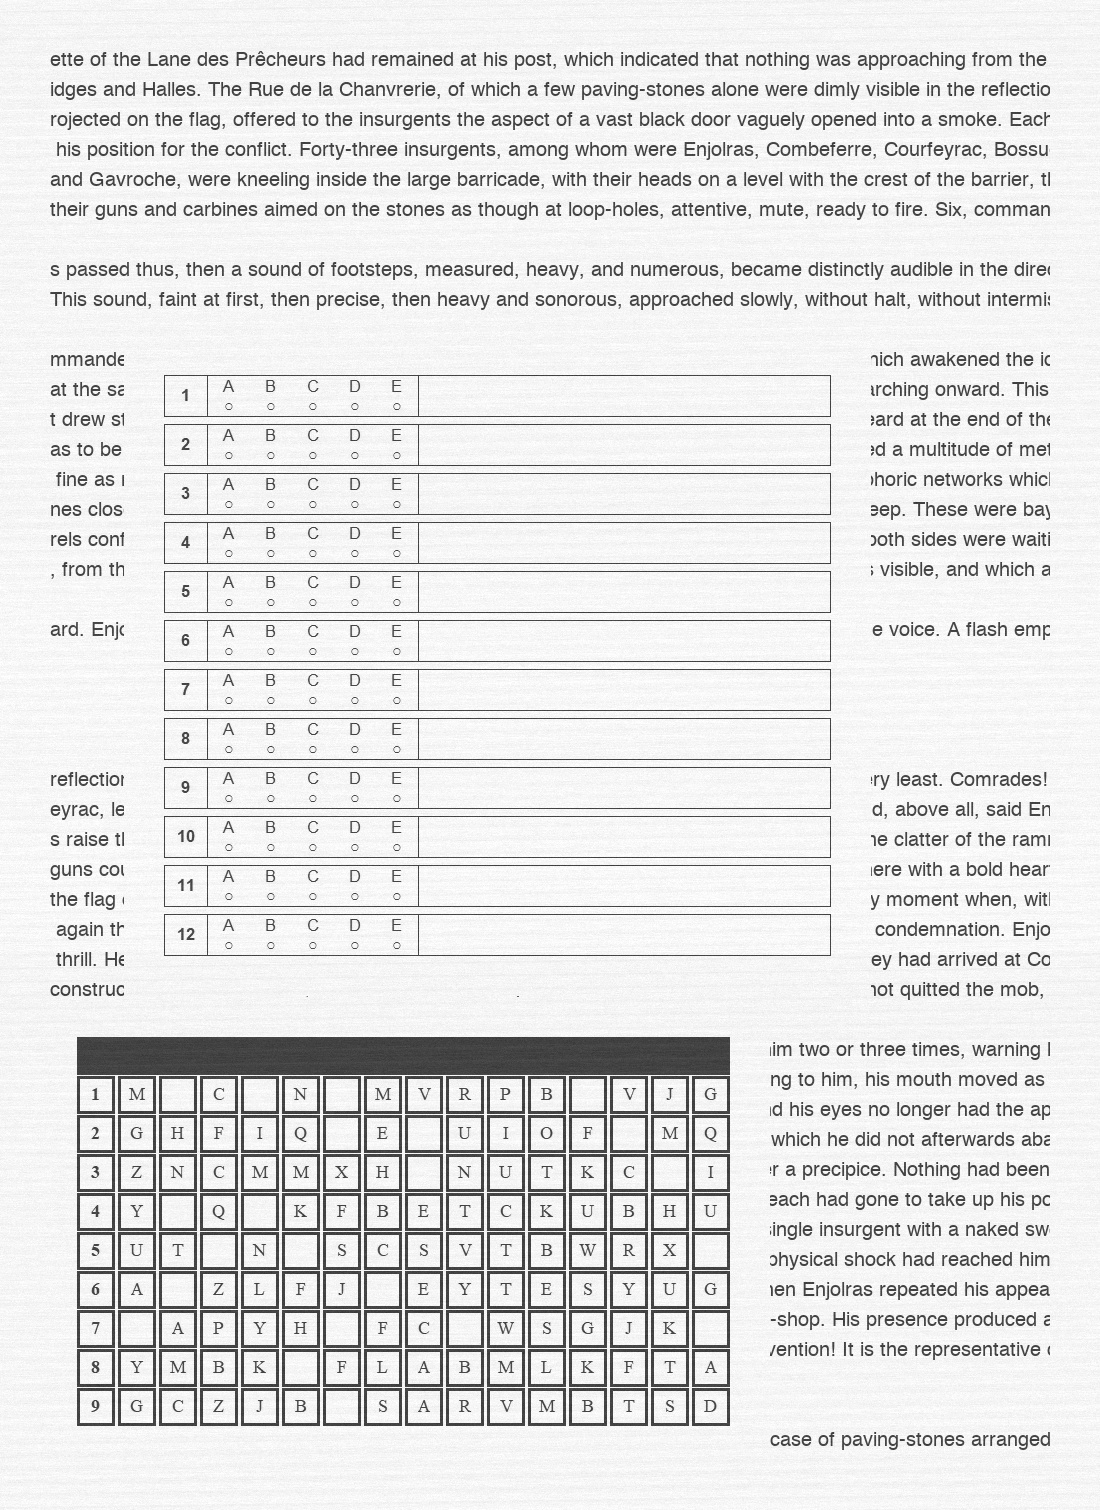 ette of the Lane des Prêcheurs had remained at his post, which indicated that nothing was approaching from the
idges and Halles. The Rue de la Chanvrerie, of which a few paving-stones alone were dimly visible in the reflectio
rojected on the flag, offered to the insurgents the aspect of a vast black door vaguely opened into a smoke. Each
his position for the conflict. Forty-three insurgents, among whom were Enjolras, Combeferre, Courfeyrac, Bossu
and Gavroche, were kneeling inside the large barricade, with their heads on a level with the crest of the barrier, th
their guns and carbines aimed on the stones as though at loop-holes, attentive, mute, ready to fire. Six, comman
s passed thus, then a sound of footsteps, measured, heavy, and numerous, became distinctly audible in the direc
This sound, faint at first, then precise, then heavy and sonorous, approached slowly, without halt, without intermis
mmande
at the sa
t drew st
as to be
fine as
nes clos
rels conf
, from th
ard. Enjo
reflection
eyrac, le
s raise th
guns cou
the flag
again th
thrill. He
construc
1 A B C D E
2 A B C D E
3 A B C D E
4 A B C D E
5 A B C D E
6 A B C D E
7 A B C D E
8 A B C D E
9 A B C D E
10 A B C D E
11 A B C D E
12 A B C D E
hich awakened the id
arching onward. This
eard at the end of the
ed a multitude of met
phoric networks which
eep. These were bay
both sides were waiti
s visible, and which a
e voice. A flash emp
ery least. Comrades!
d, above all, said En
he clatter of the ramr
here with a bold hear
y moment when, with
condemnation. Enjo
ey had arrived at Co
not quitted the mob,
1 M C N M V R P B V J G
2 G H F I Q E U I O F M Q
3 Z N C M M X H N U T K C I
4 Y Q K F B E T C K U B H U
5 U T N S C S V T B W R X
6 A Z L F J E Y T E S Y U G
7 A P Y H F C W S G J K
8 Y M B K F L A B M L K F T A
9 G C Z J B S A R V M B T S D
im two or three times, warning
ng to him, his mouth moved as
d his eyes no longer had the ap
which he did not afterwards aba
r a precipice. Nothing had been
each had gone to take up his po
single insurgent with a naked sw
physical shock had reached him
hen Enjolras repeated his appea
-shop. His presence produced a
vention! It is the representative
case of paving-stones arranged